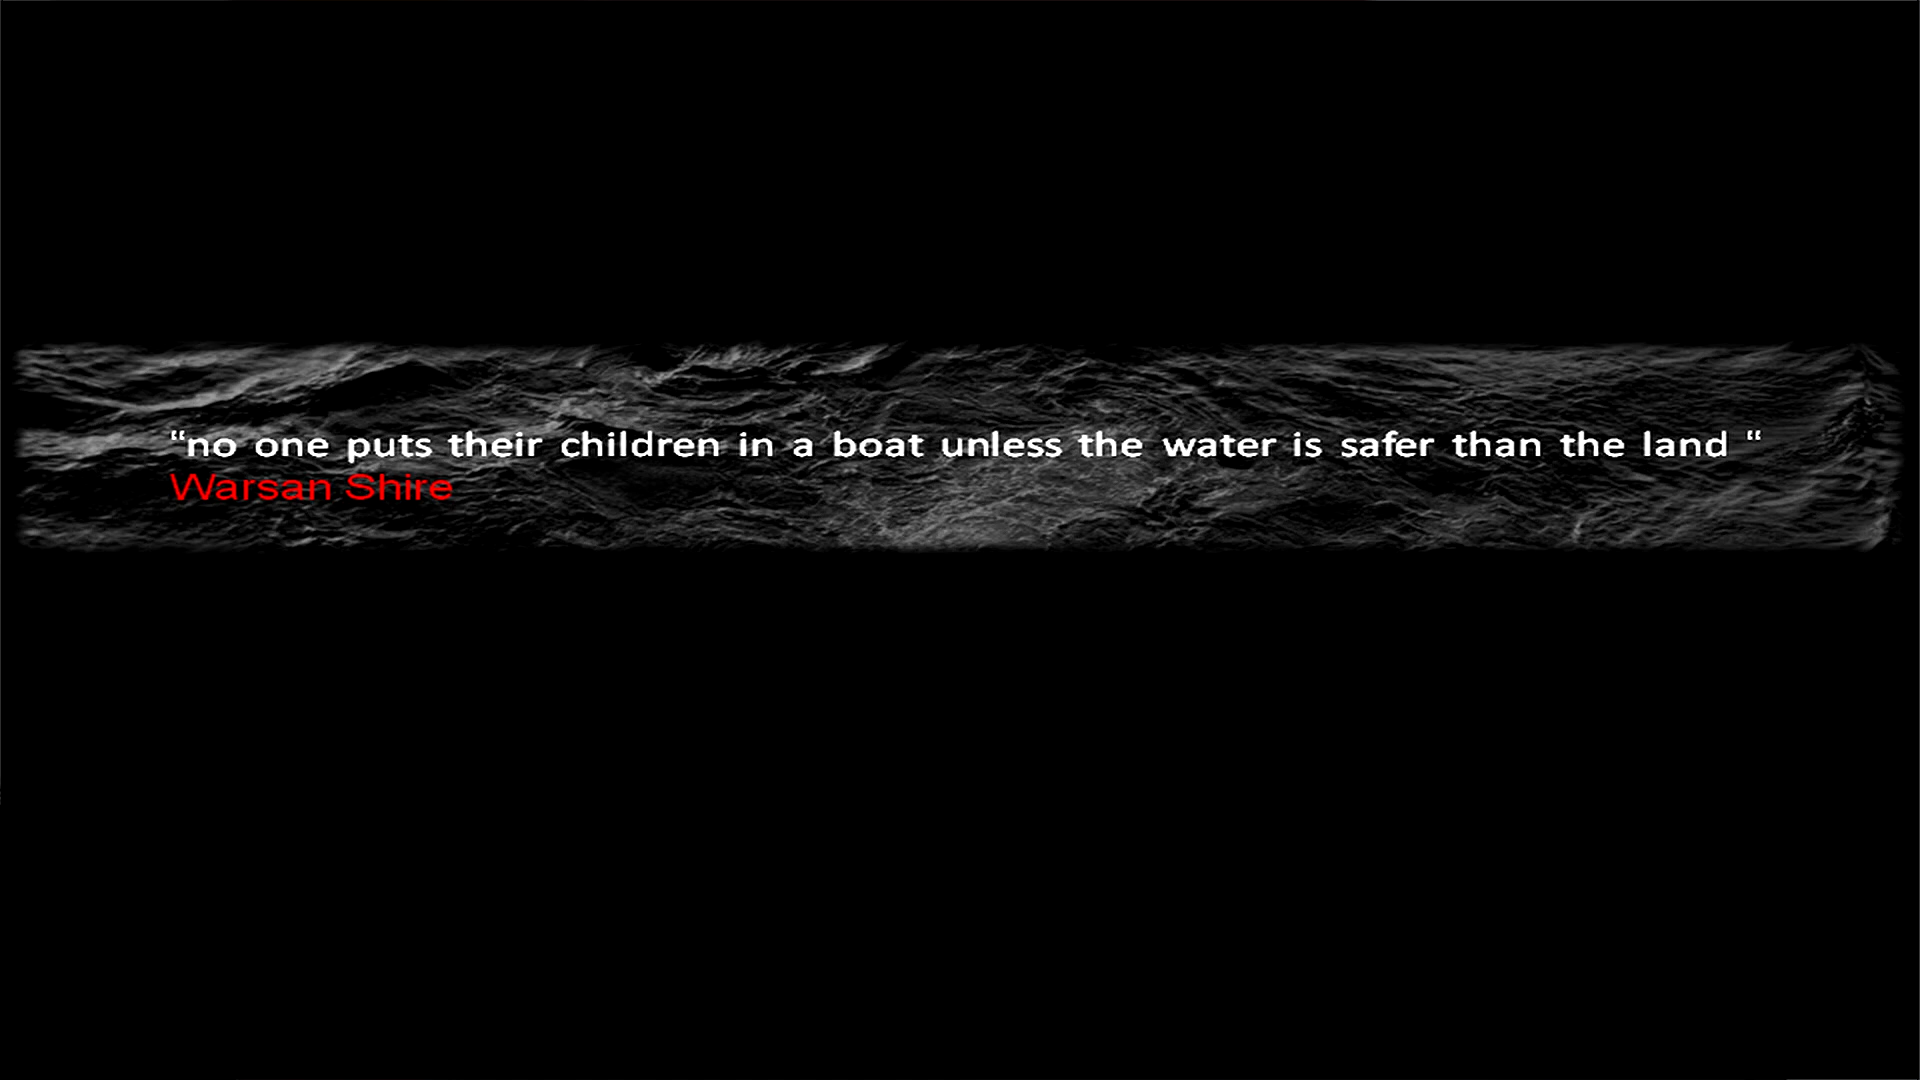 “no one puts their children in a boat unless the water is safer than the land “
Warsan Shire